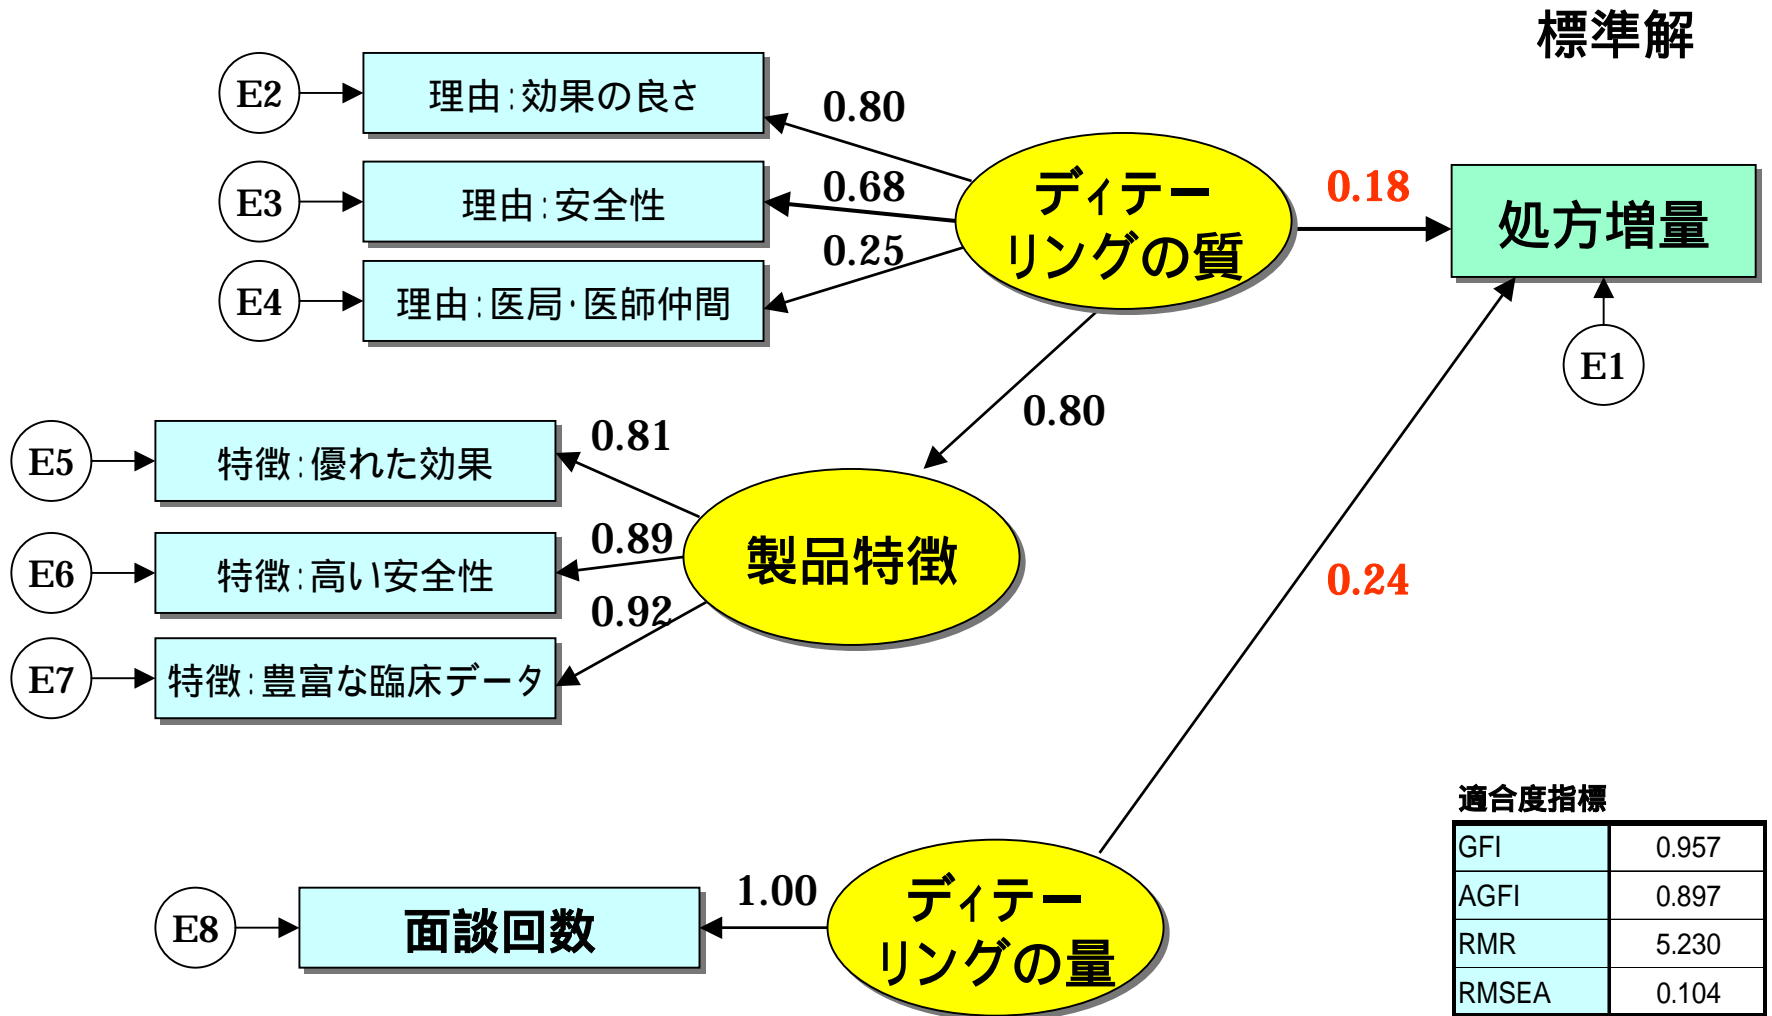 標準解
E2
理由:効果の良さ
0.80
E3
理由:安全性
0.68
E4
理由:医局・医師仲間
0.25
ディテー
リングの質
0.18
処方増量
E1
0.80
E5
特徴:優れた効果
0.81
E6
特徴:高い安全性
0.89
E7
特徴:豊富な臨床データ
0.92
製品特徴
0.24
E8
面談回数
1.00
ディテー
リングの量
適合度指標
GFI 0.957
AGFI 0.897
RMR 5.230
RMSEA 0.104